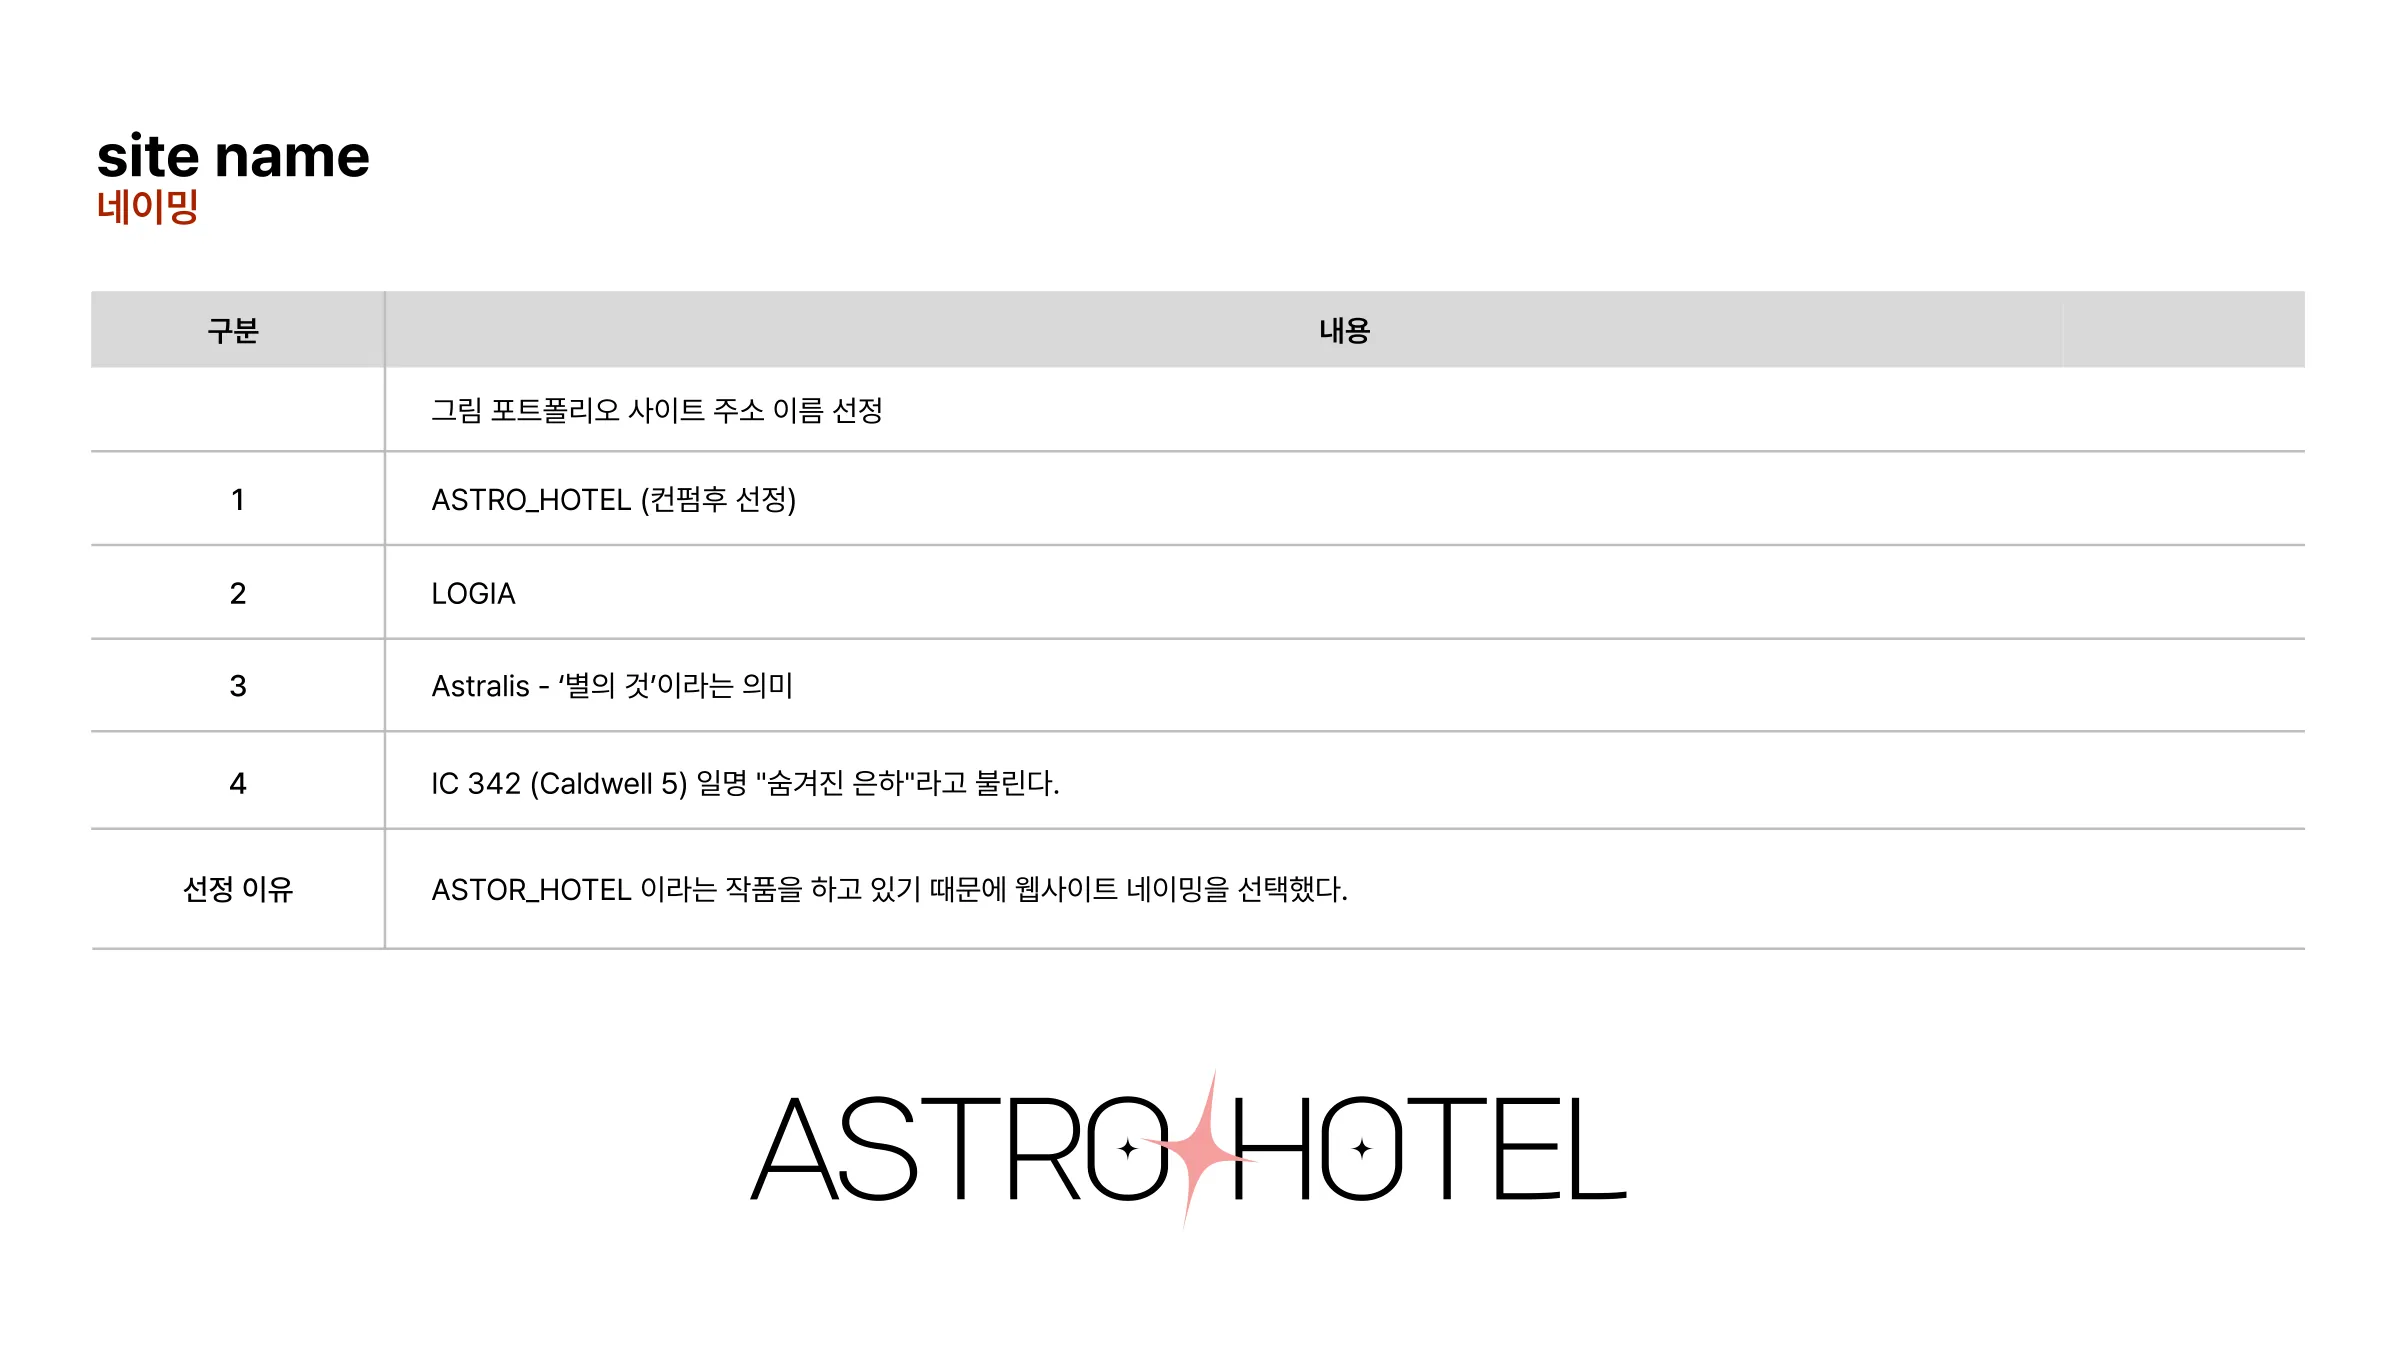 site name
네이밍
구분 내용
그림 포트폴리오 사이트 주소 이름 선정
1 ASTRO_HOTEL (컨펌후 선정)
2 LOGIA
3 Astralis - ‘별의 것’이라는 의미
4 IC 342 (Caldwell 5) 일명 "숨겨진 은하"라고 불린다.
선정 이유 ASTOR_HOTEL 이라는 작품을 하고 있기 때문에 웹사이트 네이밍을 선택했다.
ASTRO HOTEL